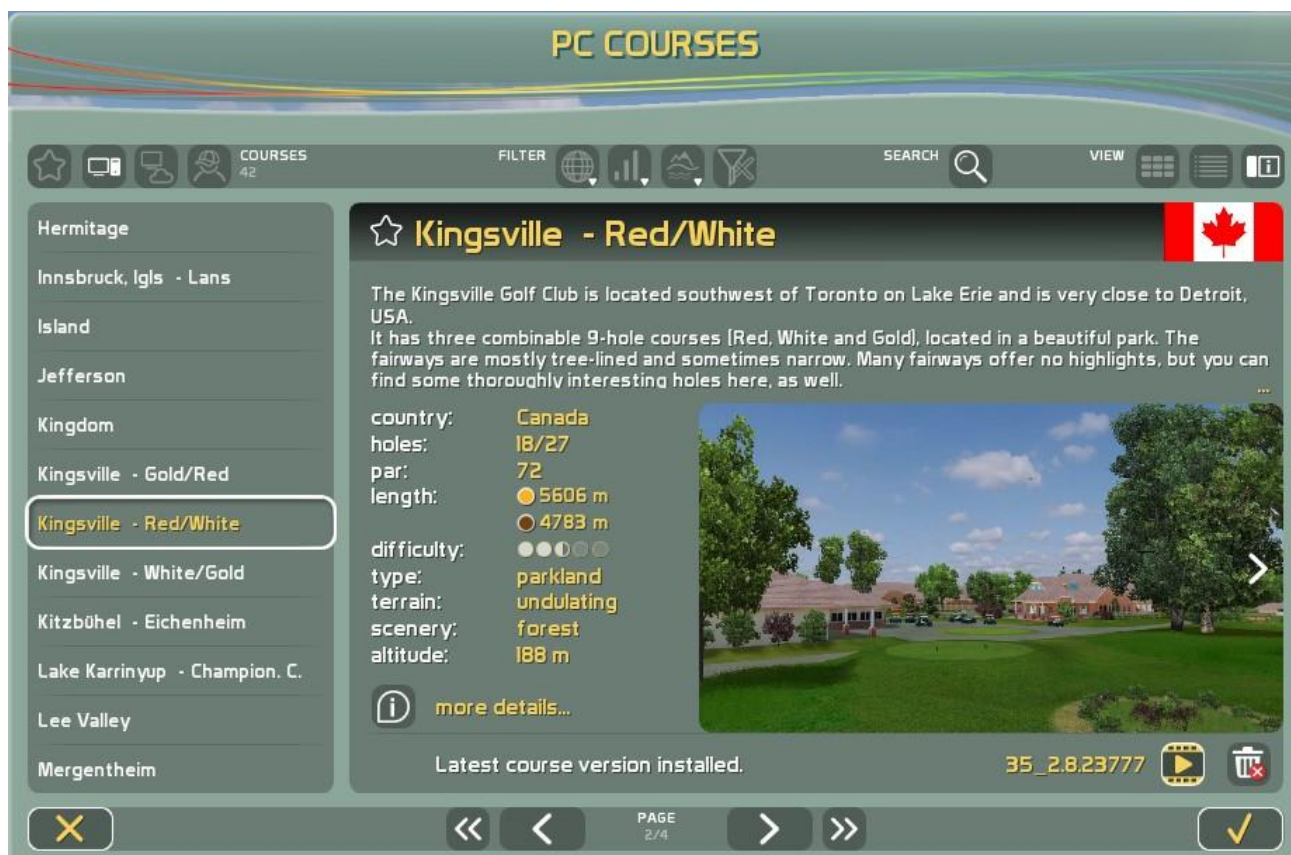 PC COURSES
COURSES
42
FILTER
SEARCH
VIEW
Hermitage
Innsbruck, Igls - Lans
Island
Jefferson
Kingdom
Kingsville - Gold/Red
Kingsville - Red/White
Kingsville - White/Gold
Kitzbühel - Eichenheim
Lake Karrinyup - Champion. C.
Lee Valley
Mergentheim
Kingsville - Red/White
The Kingsville Golf Club is located southwest of Toronto on Lake Erie and is very close to Detroit,
USA.
It has three combinable 9-hole courses (Red, White and Gold), located in a beautiful park. The
fairways are mostly tree-lined and sometimes narrow. Many fairways offer no highlights, but you can
find some thoroughly interesting holes here, as well.
...
country: Canada
holes: 18/27
par: 72
length: 5606 m
4783 m
difficulty:
type: parkland
terrain: undulating
scenery: forest
altitude: 188 m
more details...
Latest course version installed. 35_2.8.23777
PAGE
2/4